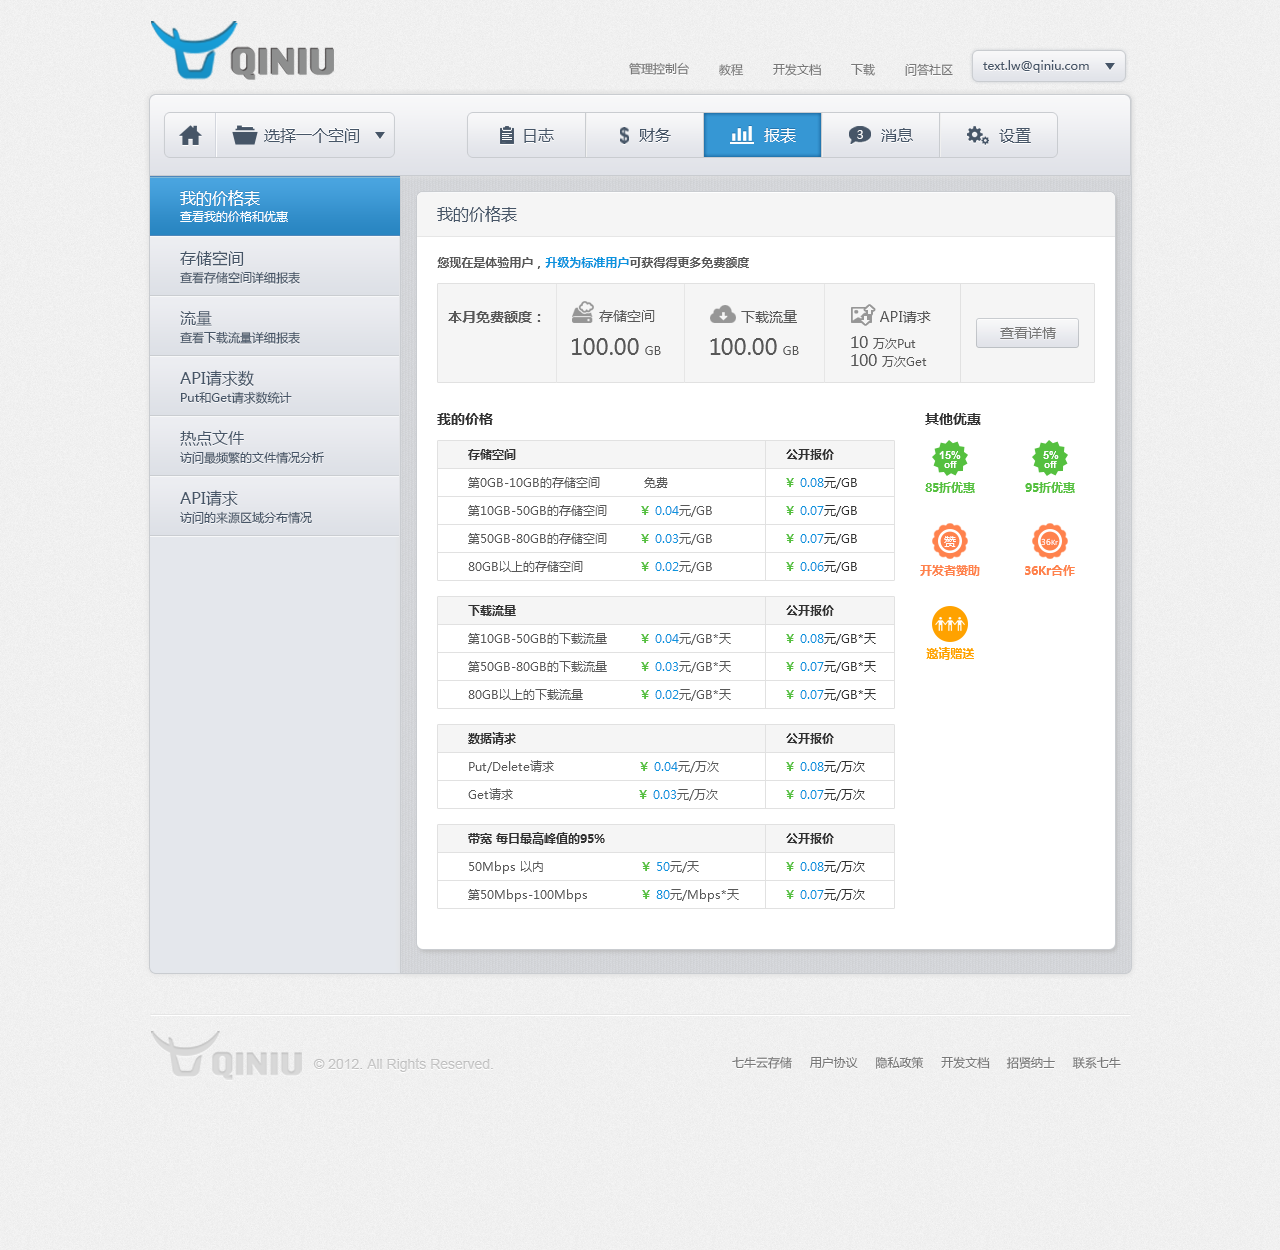 QINIU
管理控制台 教程 开发文档 下载 问答社区 text.lw@qiniu.com
选择一个空间 日志 财务 报表 3 消息 设置
我的价格表
查看我的价格和优惠
存储空间
查看存储空间详细报表
流量
查看下载流量详细报表
API请求数
Put和Get请求数统计
热点文件
访问最频繁的文件情况分析
API请求
访问的来源区域分布情况
我的价格表
您现在是体验用户，升级为标准用户可获得得更多免费额度
本月免费额度：
存储空间
100.00 GB
下载流量
100.00 GB
API请求
10 万次Put
100 万次Get
查看详情
我的价格
存储空间 公开报价
第0GB-10GB的存储空间 免费 ¥ 0.08元/GB
第10GB-50GB的存储空间 ¥ 0.04元/GB ¥ 0.07元/GB
第50GB-80GB的存储空间 ¥ 0.03元/GB ¥ 0.07元/GB
80GB以上的存储空间 ¥ 0.02元/GB ¥ 0.06元/GB
下载流量 公开报价
第10GB-50GB的下载流量 ¥ 0.04元/GB*天 ¥ 0.08元/GB*天
第50GB-80GB的下载流量 ¥ 0.03元/GB*天 ¥ 0.07元/GB*天
80GB以上的下载流量 ¥ 0.02元/GB*天 ¥ 0.07元/GB*天
数据请求 公开报价
Put/Delete请求 ¥ 0.04元/万次 ¥ 0.08元/万次
Get请求 ¥ 0.03元/万次 ¥ 0.07元/万次
带宽 每日最高峰值的95% 公开报价
50Mbps 以内 ¥ 50元/天 ¥ 0.08元/万次
第50Mbps-100Mbps ¥ 80元/Mbps*天 ¥ 0.07元/万次
其他优惠
15% off
85折优惠
5% off
95折优惠
赞
开发者赞助
36Kr
36Kr合作
邀请赠送
QINIU © 2012. All Rights Reserved.
七牛云存储 用户协议 隐私政策 开发文档 招贤纳士 联系七牛